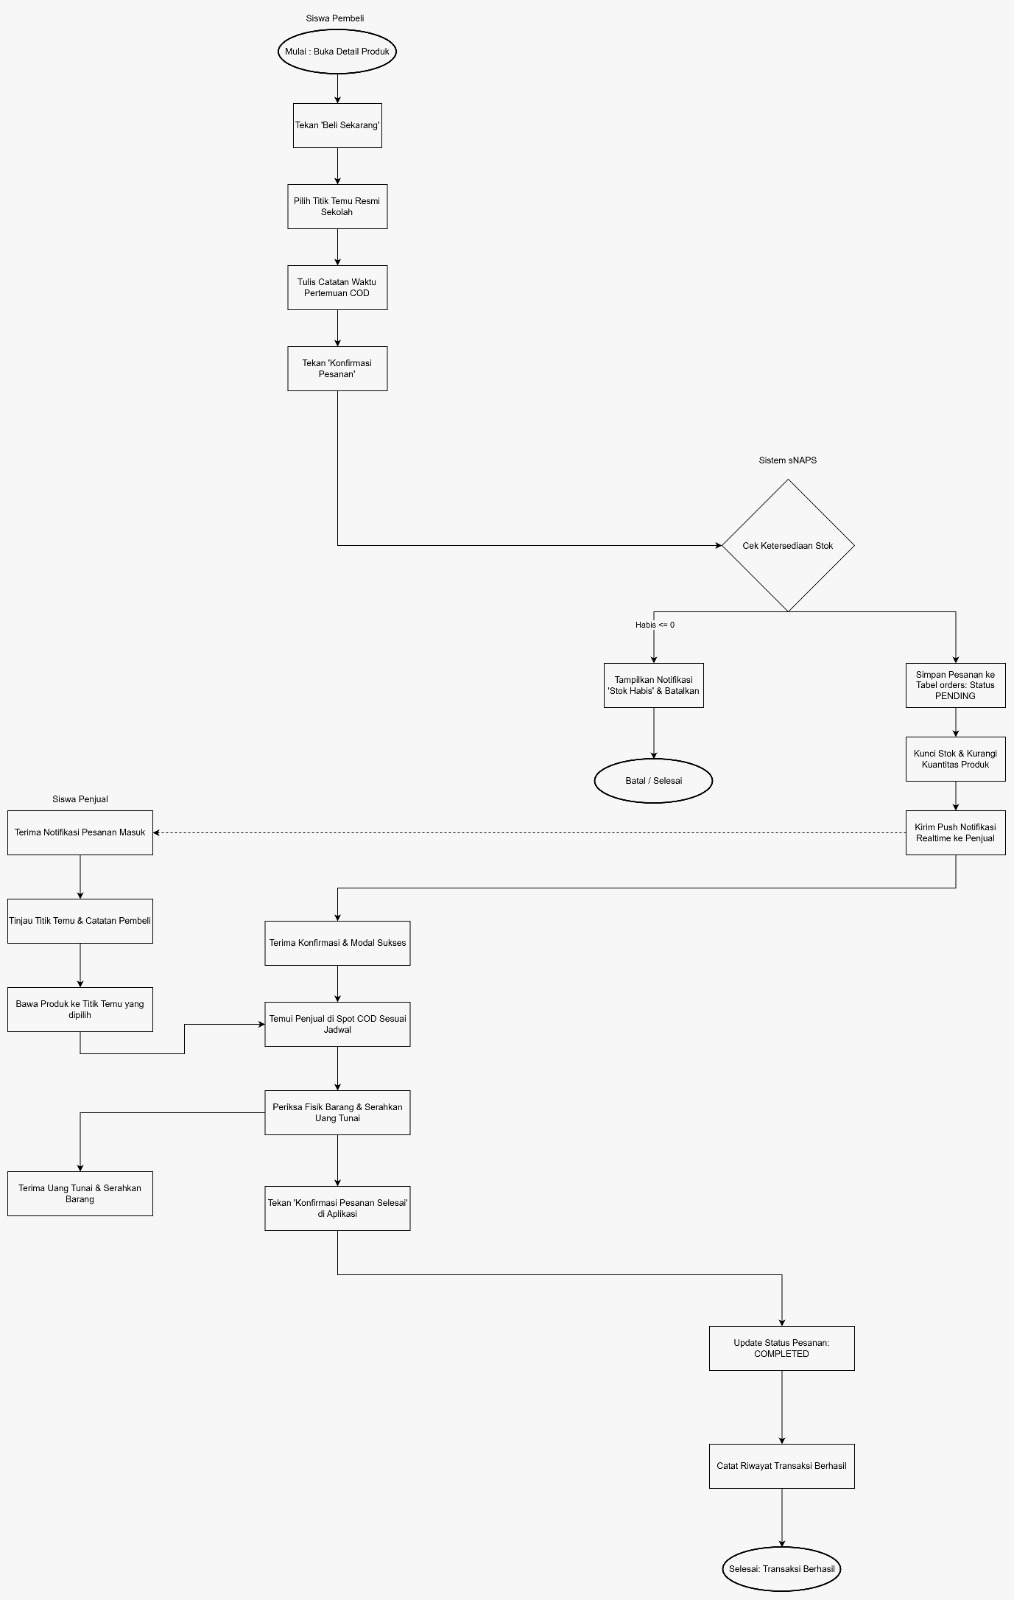 Siswa Pembeli
Mulai : Buka Detail Produk
Tekan 'Beli Sekarang'
Pilih Titik Temu Resmi
Sekolah
Tulis Catatan Waktu
Pertemuan COD
Tekan 'Konfirmasi
Pesanan'
Sistem sNAPS
Cek Ketersediaan Stok
Habis <= 0
Tampilkan Notifikasi
'Stok Habis' & Batalkan
Batal / Selesai
Simpan Pesanan ke
Tabel orders: Status
PENDING
Kunci Stok & Kurangi
Kuantitas Produk
Kirim Push Notifikasi
Realtime ke Penjual
Siswa Penjual
Terima Notifikasi Pesanan Masuk
Tinjau Titik Temu & Catatan Pembeli
Bawa Produk ke Titik Temu yang
dipilih
Terima Konfirmasi & Modal Sukses
Temui Penjual di Spot COD Sesuai
Jadwal
Periksa Fisik Barang & Serahkan
Uang Tunai
Terima Uang Tunai & Serahkan
Barang
Tekan 'Konfirmasi Pesanan Selesai'
di Aplikasi
Update Status Pesanan:
COMPLETED
Catat Riwayat Transaksi Berhasil
Selesai: Transaksi Berhasil